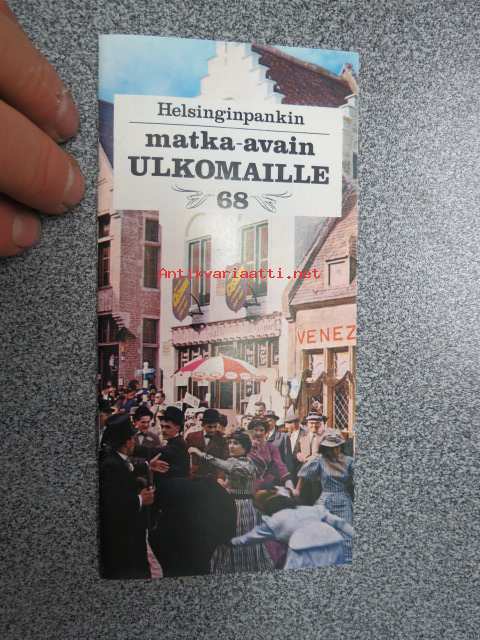 Helsinginpankin
matka-avain
ULKOMAILLE
68
Antikvariaatti.net
VENEZ